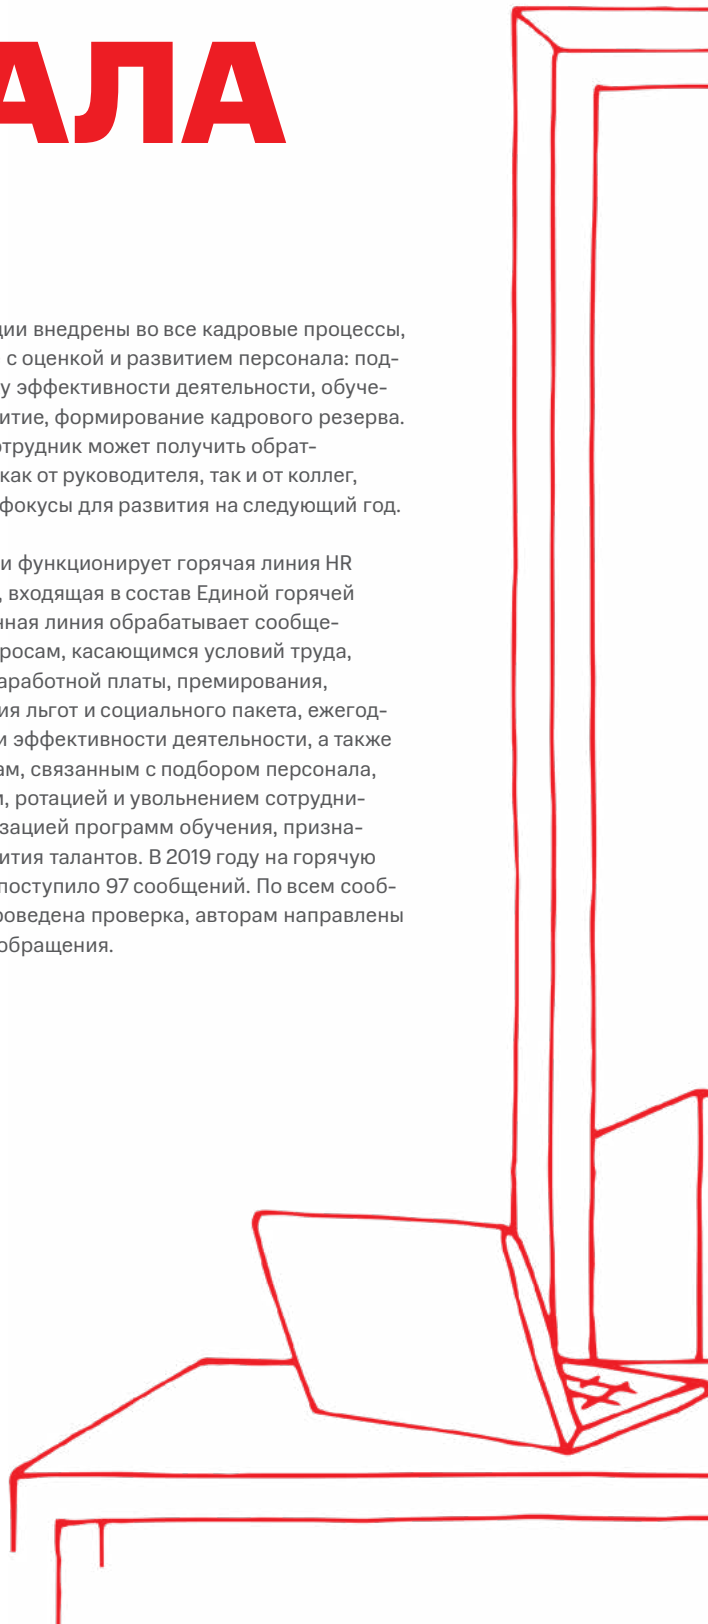 АЛА
ции внедрены во все кадровые процессы,
с оценкой и развитием персонала: под-
у эффективности деятельности, обуче-
итие, формирование кадрового резерва.
отрудник может получить обрат-
как от руководителя, так и от коллег,
фокусы для развития на следующий год.
и функционирует горячая линия HR
, входящая в состав Единой горячей
нная линия обрабатывает сообще-
росам, касающимся условий труда,
аработной платы, премирования,
ия льгот и социального пакета, ежегод-
и эффективности деятельности, а также
ам, связанным с подбором персонала,
и, ротацией и увольнением сотрудни-
зацией программ обучения, призна-
ития талантов. В 2019 году на горячую
поступило 97 сообщений. По всем сооб-
роведена проверка, авторам направлены
обращения.